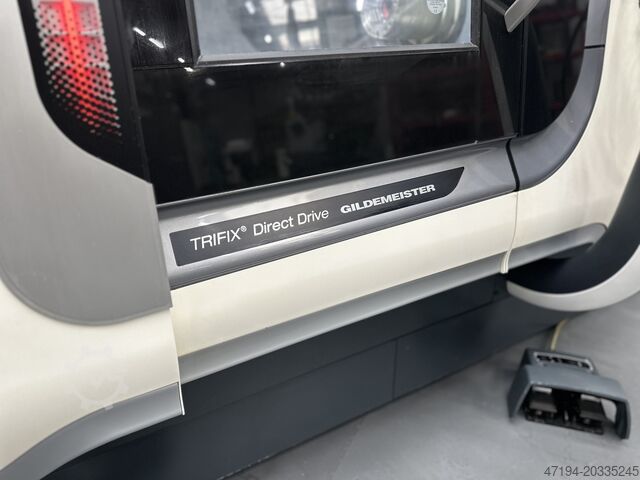 TRIFIX® Direct Drive GILDEMEISTER
47194-20335245